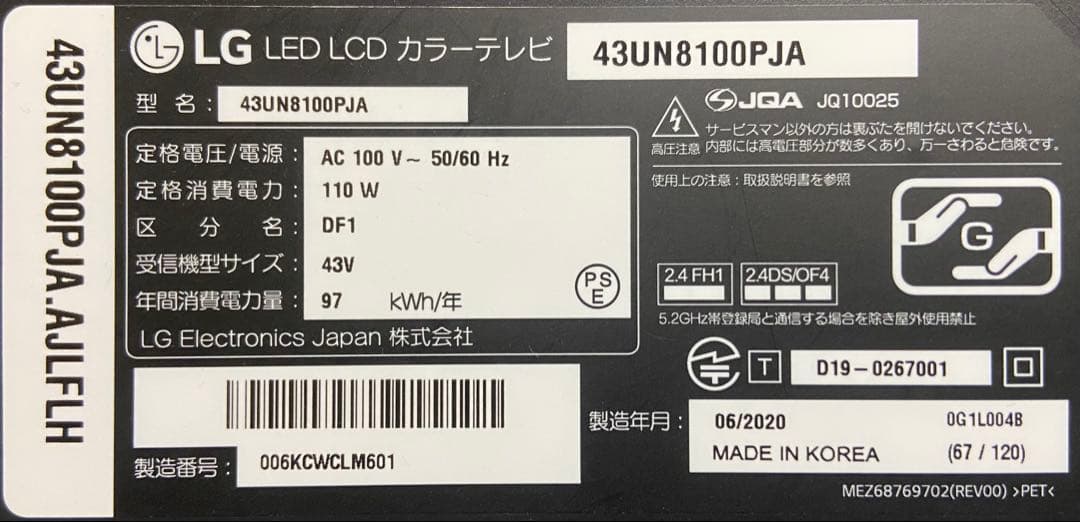 43UN8100PJA.AJLFLH
LG LED LCD カラーテレビ 43UN8100PJA
型名: 43UN8100PJA
定格電圧/電源: AC 100 V~ 50/60 Hz
定格消費電力: 110 W
区分名: DF1
受信機型サイズ: 43V
年間消費電力量: 97 kWh/年
PS
E
LG Electronics Japan 株式会社
JQA JQ10025
サービスマン以外の方は裏ぶたを開けないでください。
高圧注意 内部には高電圧部分が数多くあり、万一さわると危険です。
使用上の注意:取扱説明書を参照
G
2.4 FH1 2.4DS/OF4
5.2GHz帯登録局と通信する場合を除き屋外使用禁止
T D19-0267001
製造番号: 006KCWCLM601
製造年月: 06/2020 0G1L004B
MADE IN KOREA (67 / 120)
MEZ68769702(REV00) >PET<